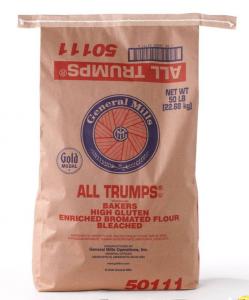 50111
ALL TRUMPS®
NET WT
50 LB
(22.68 kg)
General Mills
Gold
MEDAL
ALL TRUMPS®
BAKERS
HIGH GLUTEN
ENRICHED BROMATED FLOUR
BLEACHED
General Mills Operations, Inc.
50111